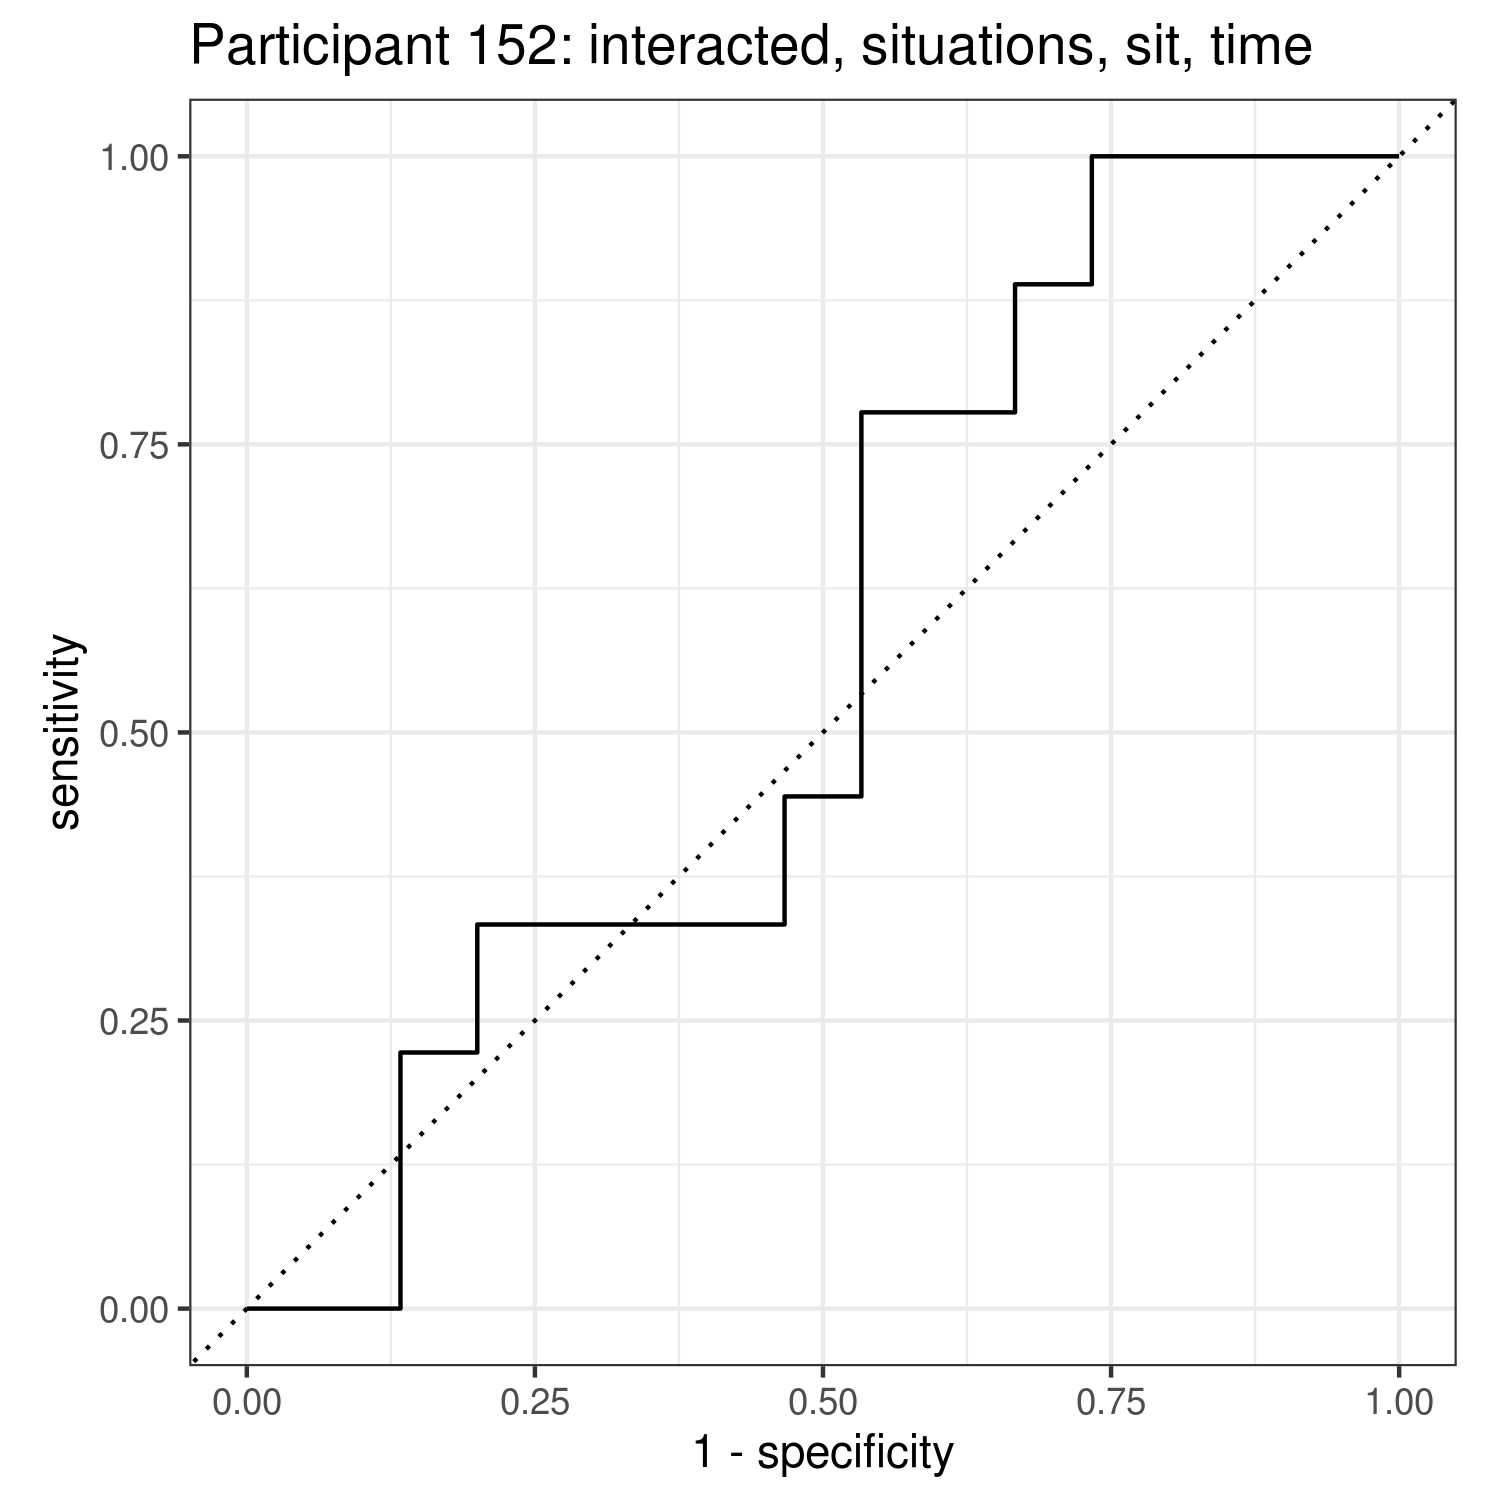 Participant 152: interacted, situations, sit, time
1.00
0.75
0.50
0.25
0.00
sensitivity
0.00 0.25 0.50 0.75 1.00
1 - specificity